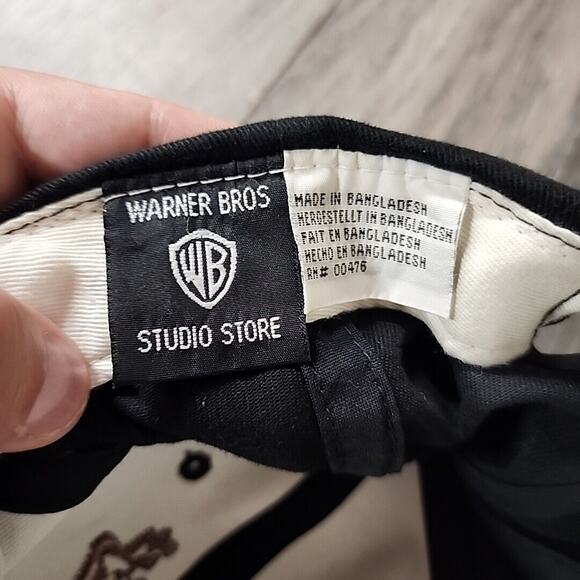 WARNER BROS
WB
STUDIO STORE
MADE IN BANGLADESH
HERGESTELLT IN BANGLADESH
FAIT EN BANGLADESH
HECHO EN BANGLADESH
RN# 00476